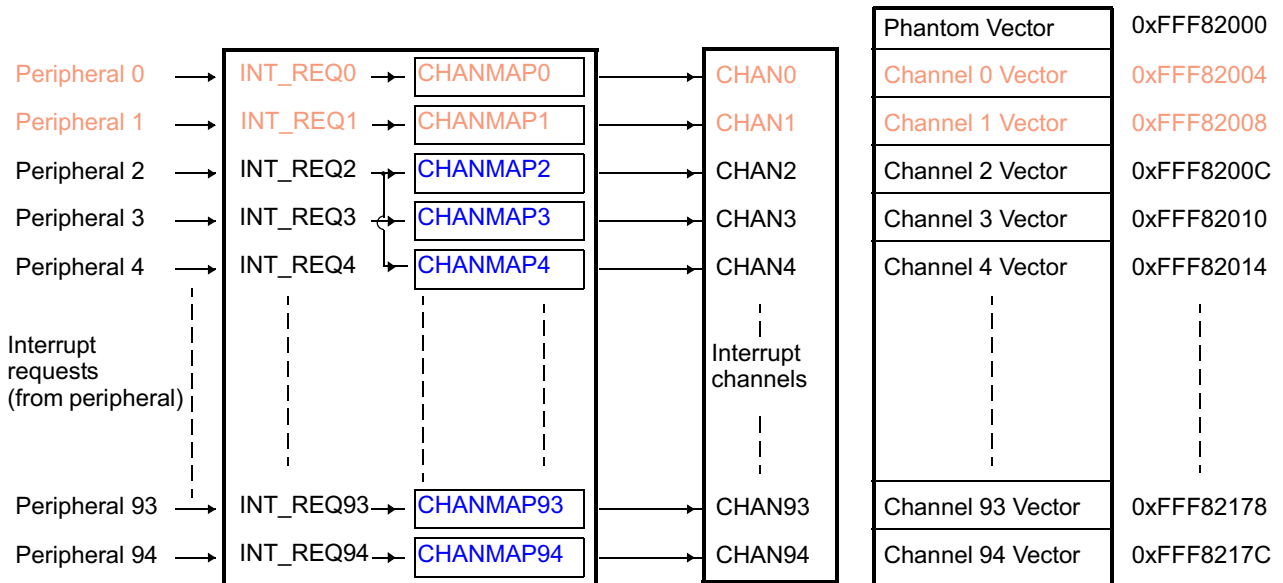 Phantom Vector 0xFFF82000
Peripheral 0 INT_REQ0 CHANMAP0 CHAN0 Channel 0 Vector 0xFFF82004
Peripheral 1 INT_REQ1 CHANMAP1 CHAN1 Channel 1 Vector 0xFFF82008
Peripheral 2 INT_REQ2 CHANMAP2 CHAN2 Channel 2 Vector 0xFFF8200C
Peripheral 3 INT_REQ3 CHANMAP3 CHAN3 Channel 3 Vector 0xFFF82010
Peripheral 4 INT_REQ4 CHANMAP4 CHAN4 Channel 4 Vector 0xFFF82014
Interrupt
requests
(from peripheral)
Interrupt
channels
Peripheral 93 INT_REQ93 CHANMAP93 CHAN93 Channel 93 Vector 0xFFF82178
Peripheral 94 INT_REQ94 CHANMAP94 CHAN94 Channel 94 Vector 0xFFF8217C